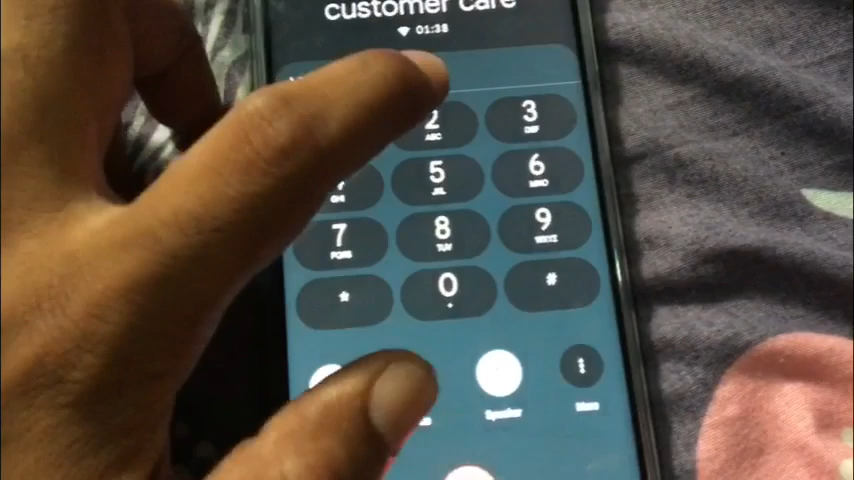 customer care
01:38
2 3
ABC DEF
5 6
JKL MNO
7 8 9
PQRS TUV WXYZ
* 0 #
+
Speaker More